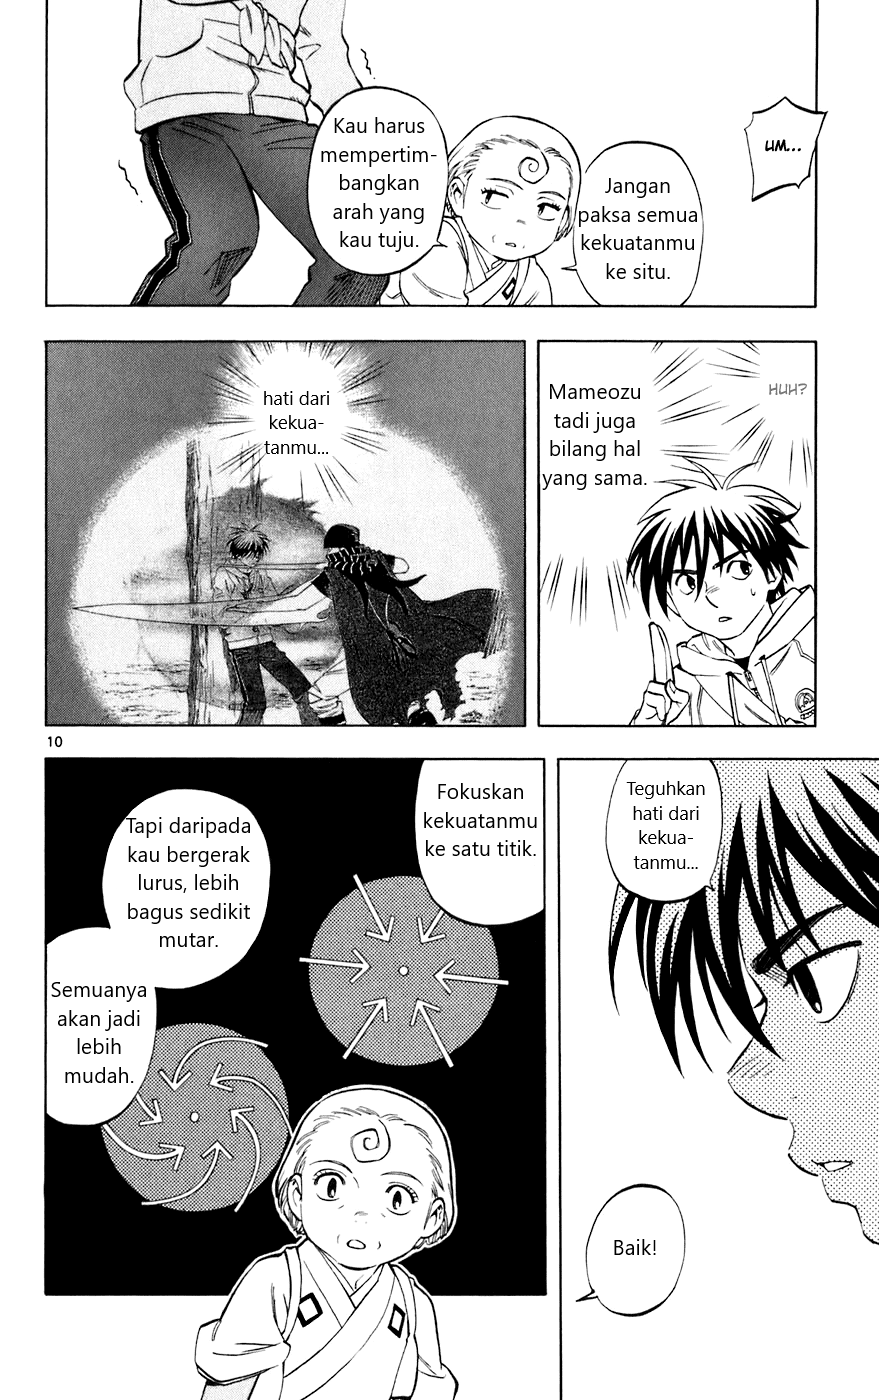 UM...
Jangan
paksa semua
kekuatanmu
ke situ.
Kau harus
mempertim-
bangkan
arah yang
kau tuju.
HUH?
Mameozu
tadi juga
bilang hal
yang sama.
hati dari
kekua-
tanmu...
10
Teguhkan
hati dari
kekua-
tanmu...
Baik!
Fokuskan
kekuatanmu
ke satu titik.
Tapi daripada
kau bergerak
lurus, lebih
bagus sedikit
mutar.
Semuanya
akan jadi
lebih
mudah.